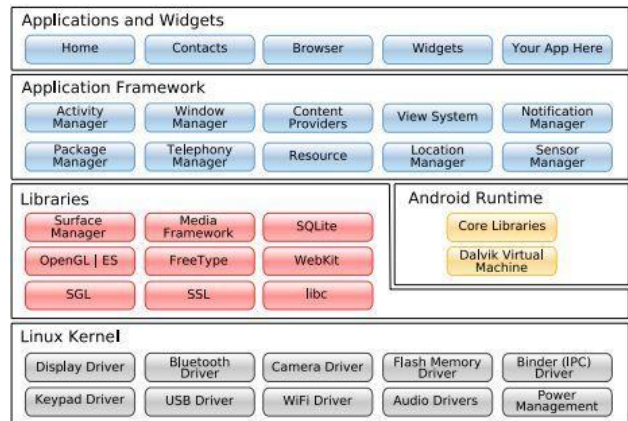 Applications and Widgets
Home
Contacts
Browser
Widgets
Your App Here
Application Framework
Activity
Manager
Window
Manager
Content
Providers
View System
Notification
Manager
Package
Manager
Telephony
Manager
Resource
Location
Manager
Sensor
Manager
Libraries
Surface
Manager
Media
Framework
SQLite
OpenGL | ES
FreeType
WebKit
SGL
SSL
libc
Android Runtime
Core Libraries
Dalvik Virtual
Machine
Linux Kernel
Display Driver
Bluetooth
Driver
Camera Driver
Flash Memory
Driver
Binder (IPC)
Driver
Keypad Driver
USB Driver
WiFi Driver
Audio Drivers
Power
Management